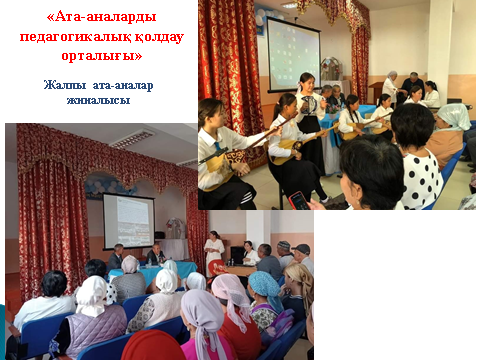 «Ата-аналарды
педагогикалық қолдау
орталығы»
Жалпы ата-аналар
жиналысы